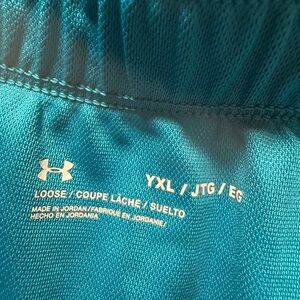 YXL / JTG / EG
LOOSE / COUPE LÂCHE / SUELTO
MADE IN JORDAN / FABRIQUÉ EN JORDANIE /
HECHO EN JORDANIA